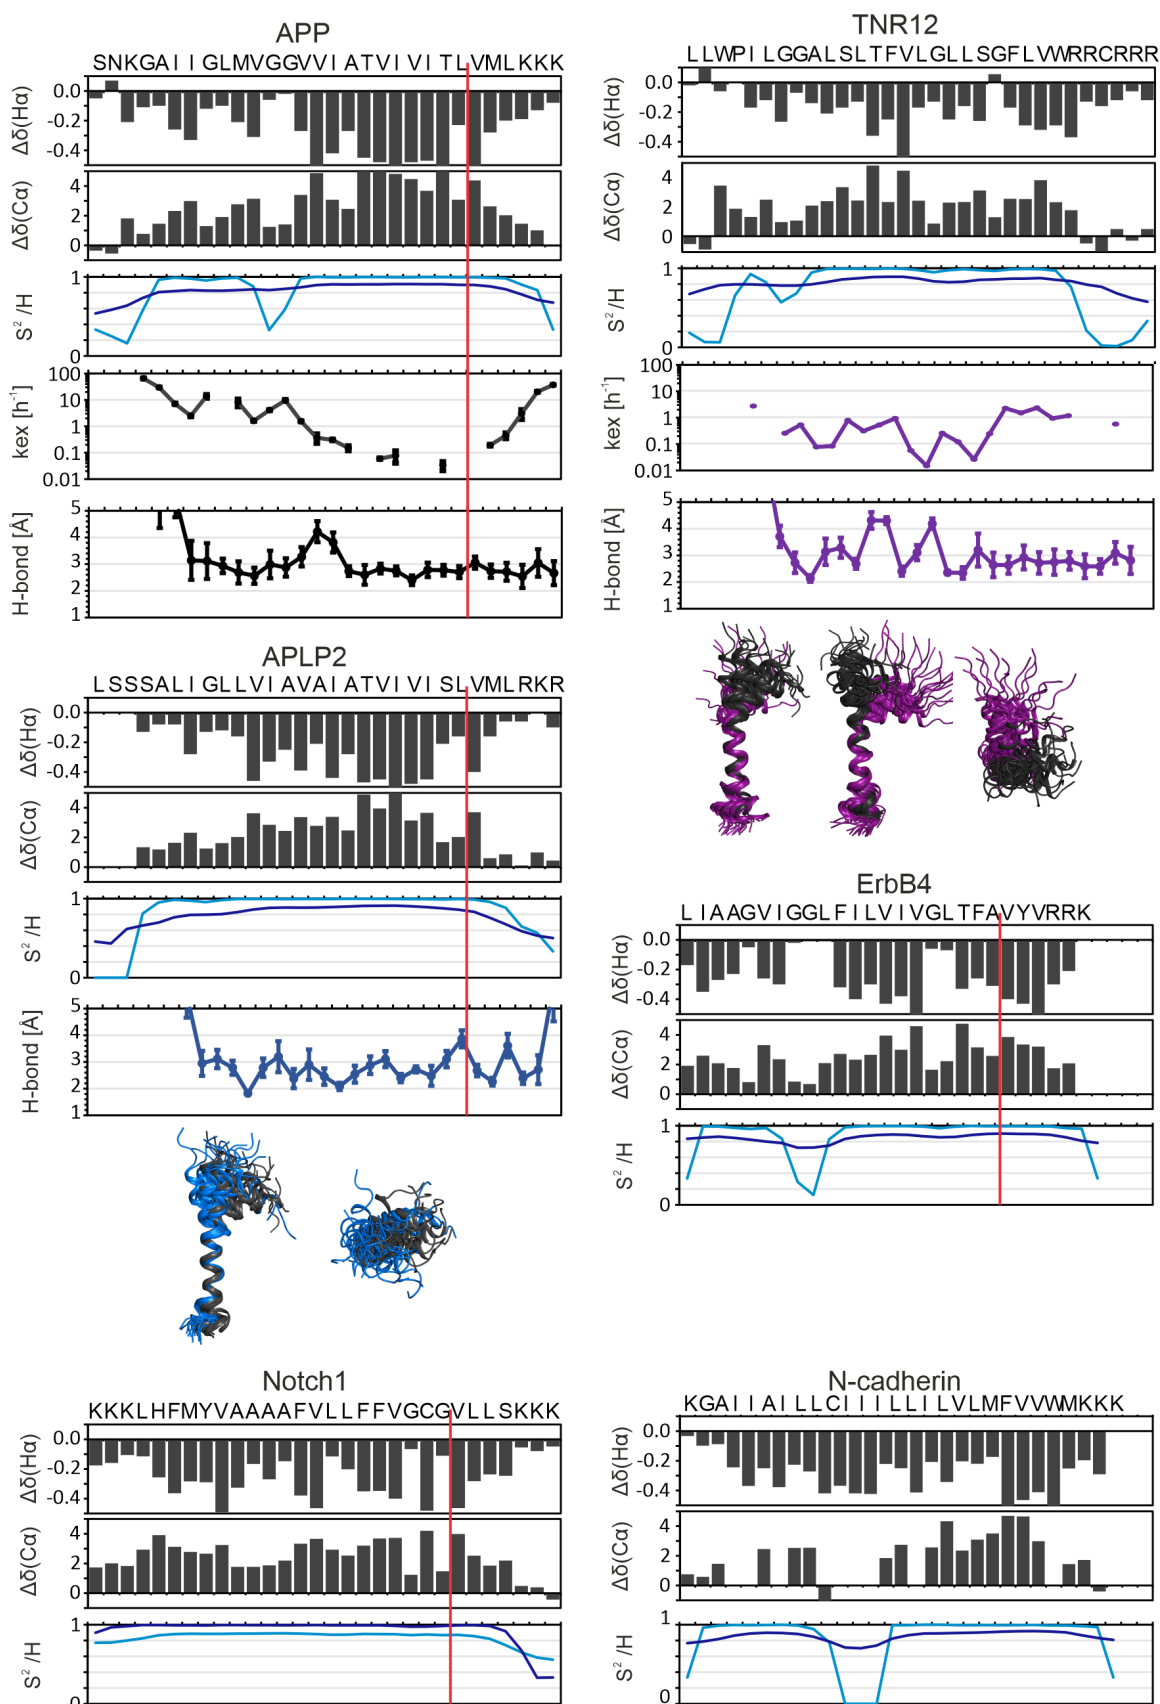 APP
SNKGAIIGLMVGGVVIATVIVITLVMLKKK
Δδ(Hα)
0.0
-0.2
-0.4
Δδ(Cα)
4
2
0
S²/H
1
0
kex [h⁻¹]
100
10
1
0.1
0.01
H-bond [Å]
5
4
3
2
1
APLP2
LSSSALIGLLVIAVAIATVIVISLVMLRKR
Δδ(Hα)
0.0
-0.2
-0.4
Δδ(Cα)
4
2
0
S²/H
1
0
H-bond [Å]
5
4
3
2
1
Notch1
KKKLHFMYVAAAAFVLLFFVGCGVLLSKKK
Δδ(Hα)
0.0
-0.2
-0.4
Δδ(Cα)
4
2
0
S²/H
1
0
TNR12
LLWPILGGALSLTFVLGLLSGFLVWRRCRRR
Δδ(Hα)
0.0
-0.2
-0.4
Δδ(Cα)
4
2
0
S²/H
1
0
kex [h⁻¹]
100
10
1
0.1
0.01
H-bond [Å]
5
4
3
2
1
ErbB4
LIAAGVIGGLFILVIVGLTFAVYVRRK
Δδ(Hα)
0.0
-0.2
-0.4
Δδ(Cα)
4
2
0
S²/H
1
0
N-cadherin
KGAIIAILLCIIILLILVLMFVVWMKKK
Δδ(Hα)
0.0
-0.2
-0.4
Δδ(Cα)
4
2
0
S²/H
1
0